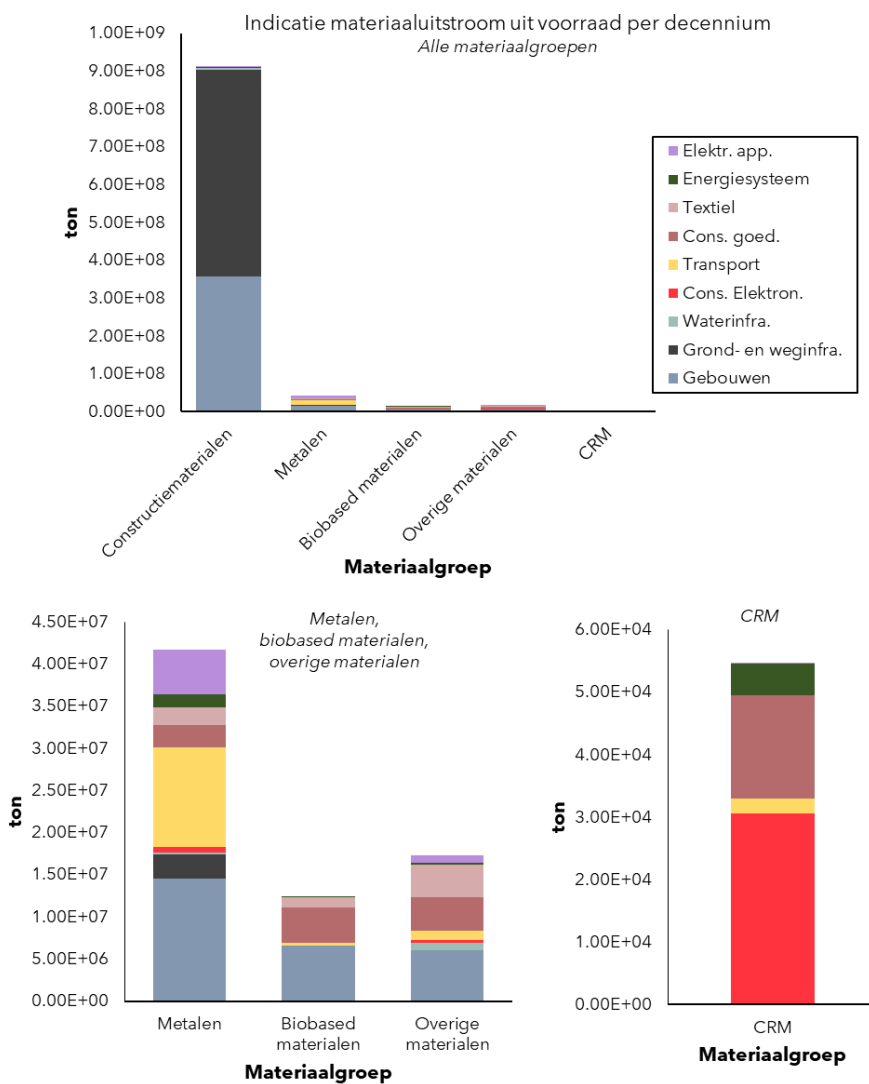 Indicatie materiaaluitstroom uit voorraad per decennium
Alle materiaalgroepen
1.00E+09
9.00E+08
8.00E+08
7.00E+08
6.00E+08
5.00E+08
4.00E+08
3.00E+08
2.00E+08
1.00E+08
0.00E+00
ton
Elektr. app.
Energiesysteem
Textiel
Cons. goed.
Transport
Cons. Elektron.
Waterinfra.
Grond- en weginfra.
Gebouwen
Constructiematerialen
Metalen
Biobased materialen
Overige materialen
CRM
Materiaalgroep
Metalen,
biobased materialen,
overige materialen
4.50E+07
4.00E+07
3.50E+07
3.00E+07
2.50E+07
2.00E+07
1.50E+07
1.00E+07
5.00E+06
0.00E+00
ton
Metalen
Biobased
materialen
Overige
materialen
Materiaalgroep
CRM
6.00E+04
5.00E+04
4.00E+04
3.00E+04
2.00E+04
1.00E+04
0.00E+00
ton
CRM
Materiaalgroep